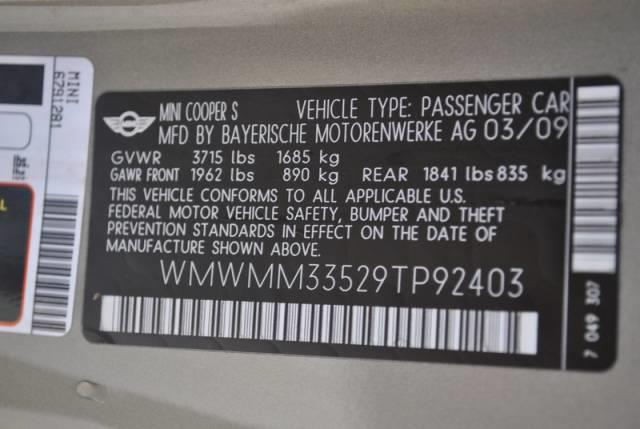 MINI
6791281
L
MINI COOPER S VEHICLE TYPE: PASSENGER CAR
MFD BY BAYERISCHE MOTORENWERKE AG 03/09
GVWR 3715 lbs 1685 kg
GAWR FRONT 1962 lbs 890 kg REAR 1841 lbs 835 kg
THIS VEHICLE CONFORMS TO ALL APPLICABLE U.S.
FEDERAL MOTOR VEHICLE SAFETY, BUMPER AND THEFT
PREVENTION STANDARDS IN EFFECT ON THE DATE OF
MANUFACTURE SHOWN ABOVE.
WMWMM33529TP92403
7 049 307